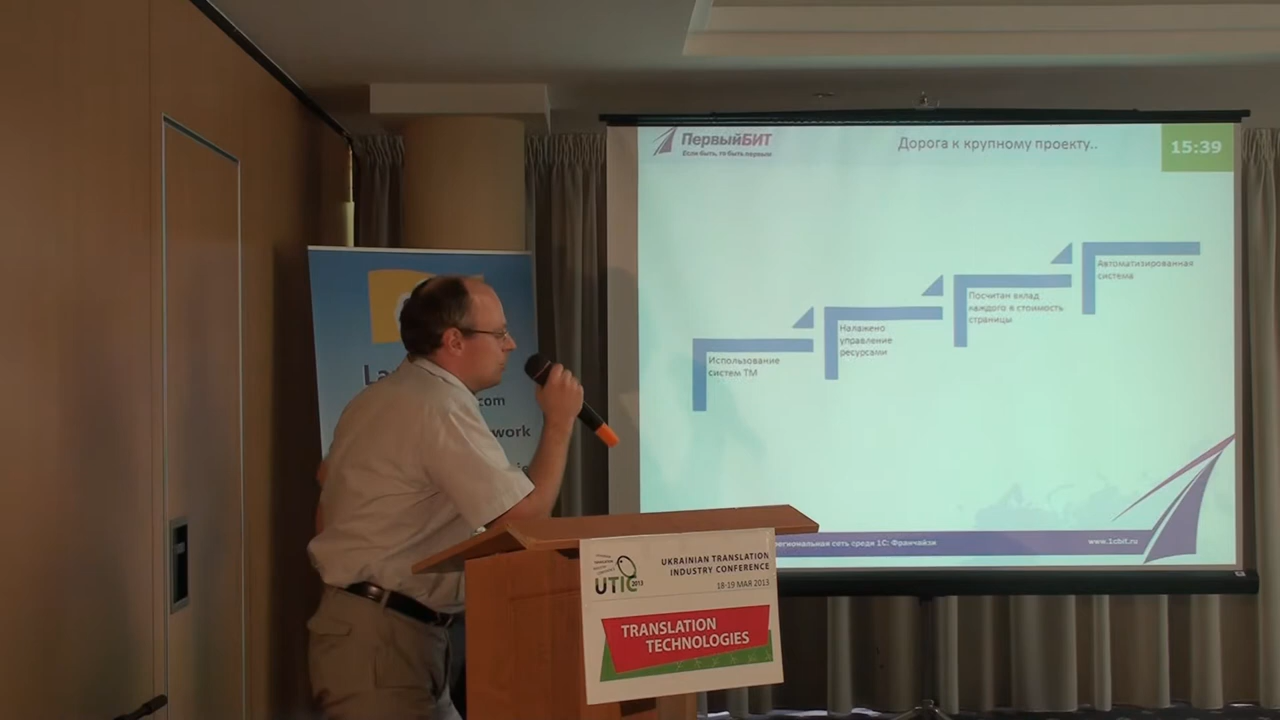 ПервыйБИТ
Если быть, то быть первым
Дорога к крупному проекту..
15:39
Использование
систем ТМ
Налажено
управление
ресурсами
Посчитан вклад
каждого в стоимость
страницы
Автоматизированная
система
региональная сеть среди 1С: Франчайзи
www.1cbit.ru
La
com
work
UTIC
2013
UKRAINIAN TRANSLATION
INDUSTRY CONFERENCE
18-19 MAR 2013
TRANSLATION
TECHNOLOGIES